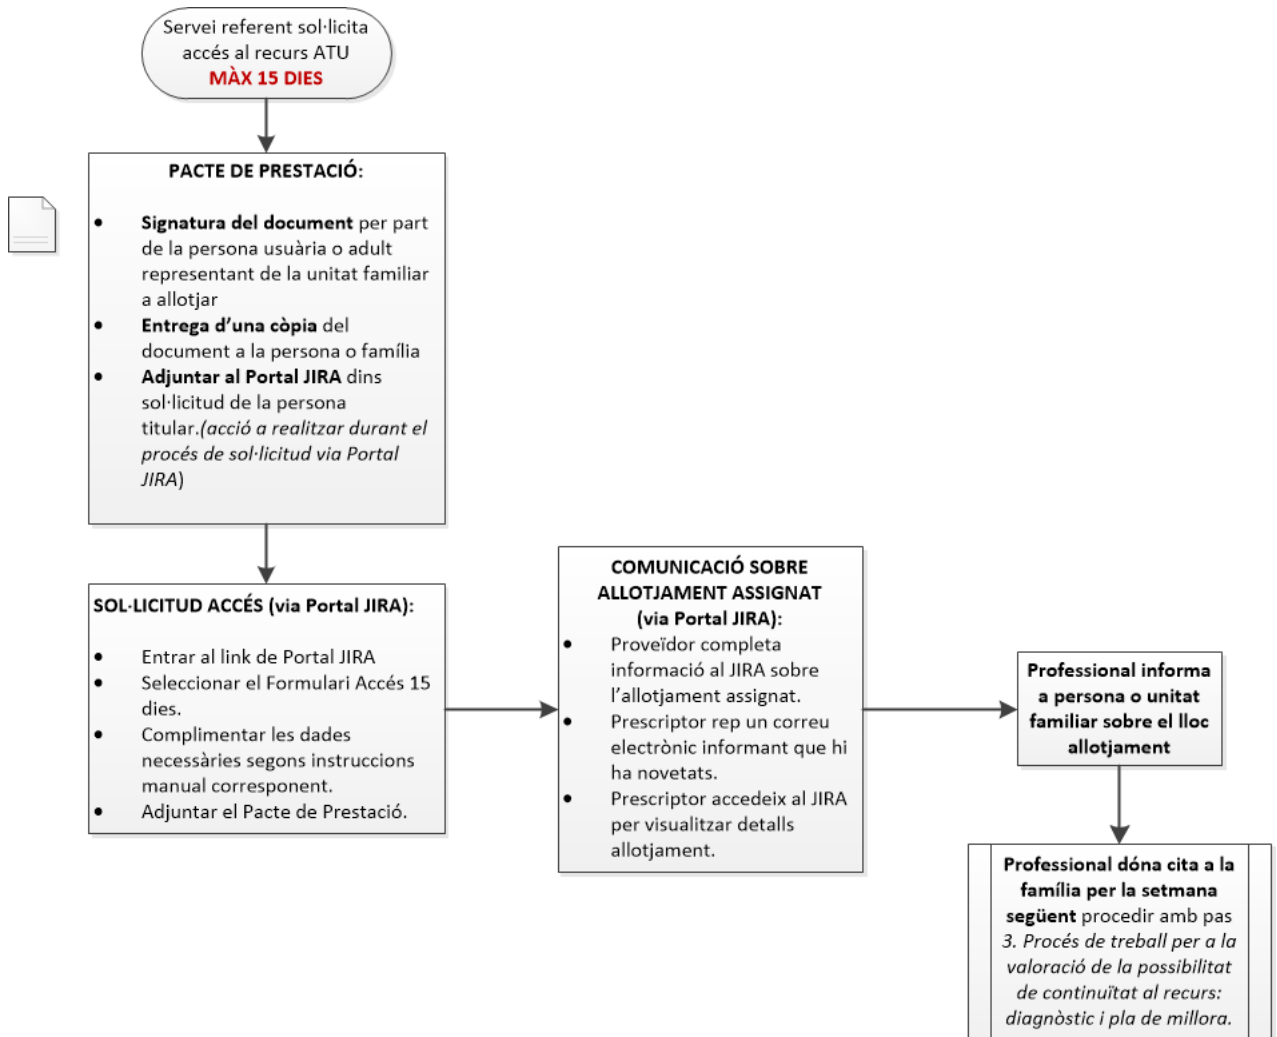 Servei referent sol·licita
accés al recurs ATU
MÀX 15 DIES
PACTE DE PRESTACIÓ:
• Signatura del document per part
de la persona usuària o adult
representant de la unitat familiar
a allotjar
• Entrega d’una còpia del
document a la persona o família
• Adjuntar al Portal JIRA dins
sol·licitud de la persona
titular.(acció a realitzar durant el
procés de sol·licitud via Portal
JIRA)
SOL·LICITUD ACCÉS (via Portal JIRA):
• Entrar al link de Portal JIRA
• Seleccionar el Formulari Accés 15
dies.
• Complimentar les dades
necessàries segons instruccions
manual corresponent.
• Adjuntar el Pacte de Prestació.
COMUNICACIÓ SOBRE
ALLOTJAMENT ASSIGNAT
(via Portal JIRA):
• Proveïdor completa
informació al JIRA sobre
l’allotjament assignat.
• Prescriptor rep un correu
electrònic informant que hi
ha novetats.
• Prescriptor accedeix al JIRA
per visualitzar detalls
allotjament.
Professional informa
a persona o unitat
familiar sobre el lloc
allotjament
Professional dóna cita a la
família per la setmana
següent procedir amb pas
3. Procés de treball per a la
valoració de la possibilitat
de continuïtat al recurs:
diagnòstic i pla de millora.